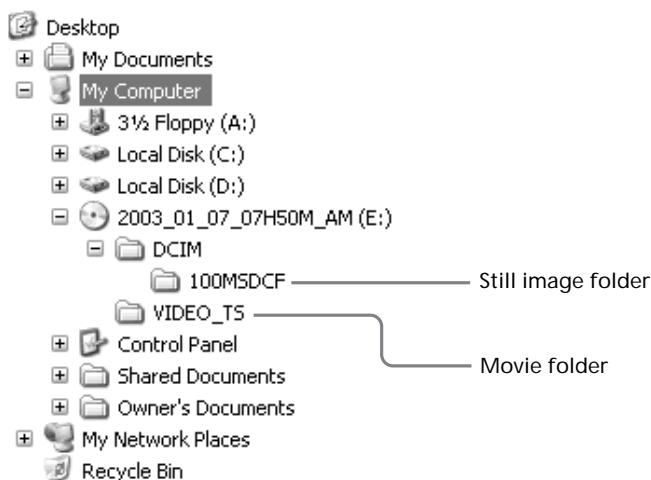 Desktop
My Documents
My Computer
3½ Floppy (A:)
Local Disk (C:)
Local Disk (D:)
2003_01_07_07H50M_AM (E:)
DCIM
100MSDCF
Still image folder
VIDEO_TS
Movie folder
Control Panel
Shared Documents
Owner's Documents
My Network Places
Recycle Bin